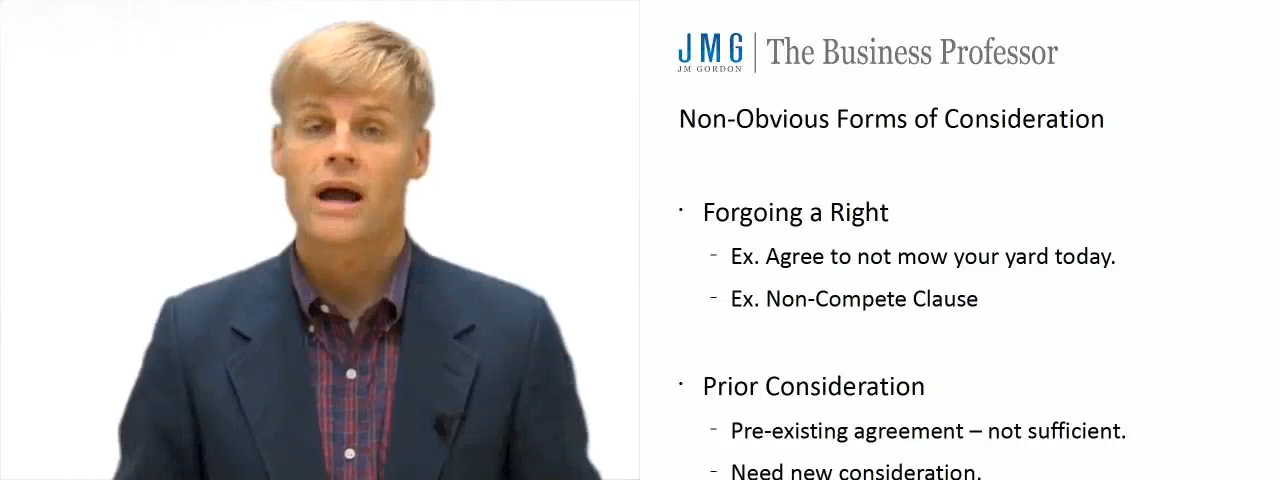 JMG | The Business Professor
JM GORDON
Non-Obvious Forms of Consideration
· Forgoing a Right
- Ex. Agree to not mow your yard today.
- Ex. Non-Compete Clause
· Prior Consideration
- Pre-existing agreement – not sufficient.
- Need new consideration.